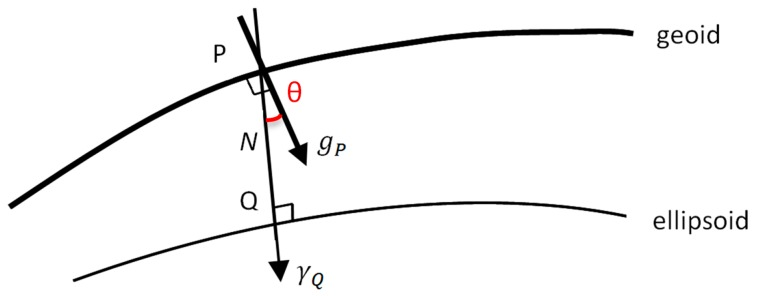 geoid
P
θ
N
g_P
Q
ellipsoid
γ_Q